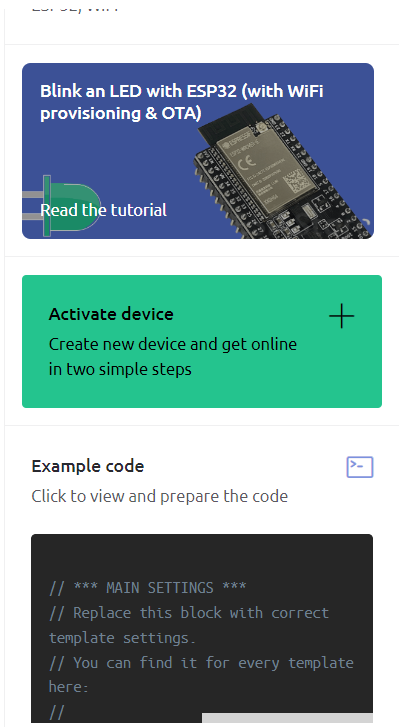 ESP32, WiFi
Blink an LED with ESP32 (with WiFi
provisioning & OTA)
Read the tutorial
Activate device
Create new device and get online
in two simple steps
Example code
Click to view and prepare the code
// *** MAIN SETTINGS ***
// Replace this block with correct
template settings.
// You can find it for every template
here:
//